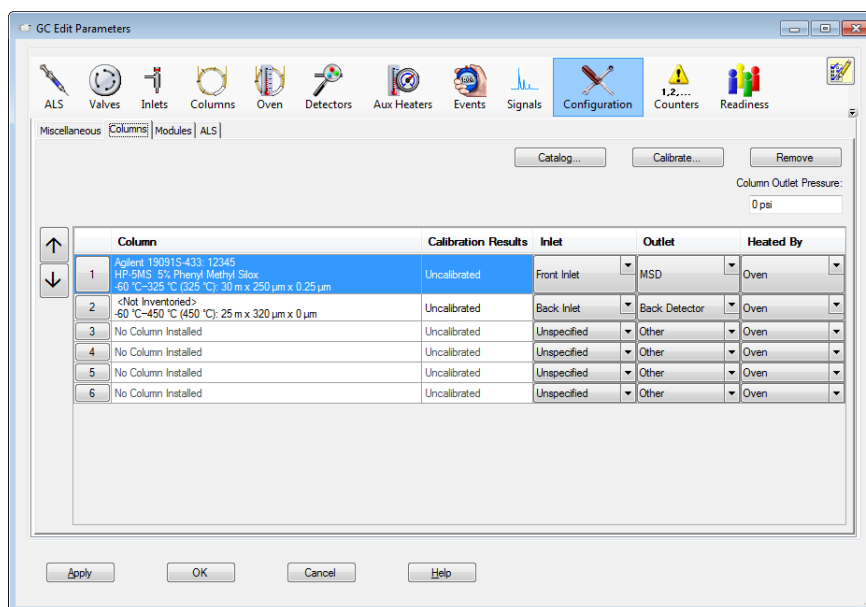 GC Edit Parameters
ALS Valves Inlets Columns Oven Detectors Aux Heaters Events Signals Configuration 1,2,... Counters Readiness
Miscellaneous Columns Modules ALS
Catalog... Calibrate... Remove
Column Outlet Pressure:
0 psi
Column Calibration Results Inlet Outlet Heated By
Agilent 19091S-433: 12345
1 HP-5MS 5% Phenyl Methyl Silox Uncalibrated Front Inlet MSD Oven
-60 °C-325 °C (325 °C): 30 m x 250 µm x 0.25 µm
<Not Inventoried>
2 -60 °C-450 °C (450 °C): 25 m x 320 µm x 0 µm Uncalibrated Back Inlet Back Detector Oven
3 No Column Installed Uncalibrated Unspecified Other Oven
4 No Column Installed Uncalibrated Unspecified Other Oven
5 No Column Installed Uncalibrated Unspecified Other Oven
6 No Column Installed Uncalibrated Unspecified Other Oven
Apply OK Cancel Help